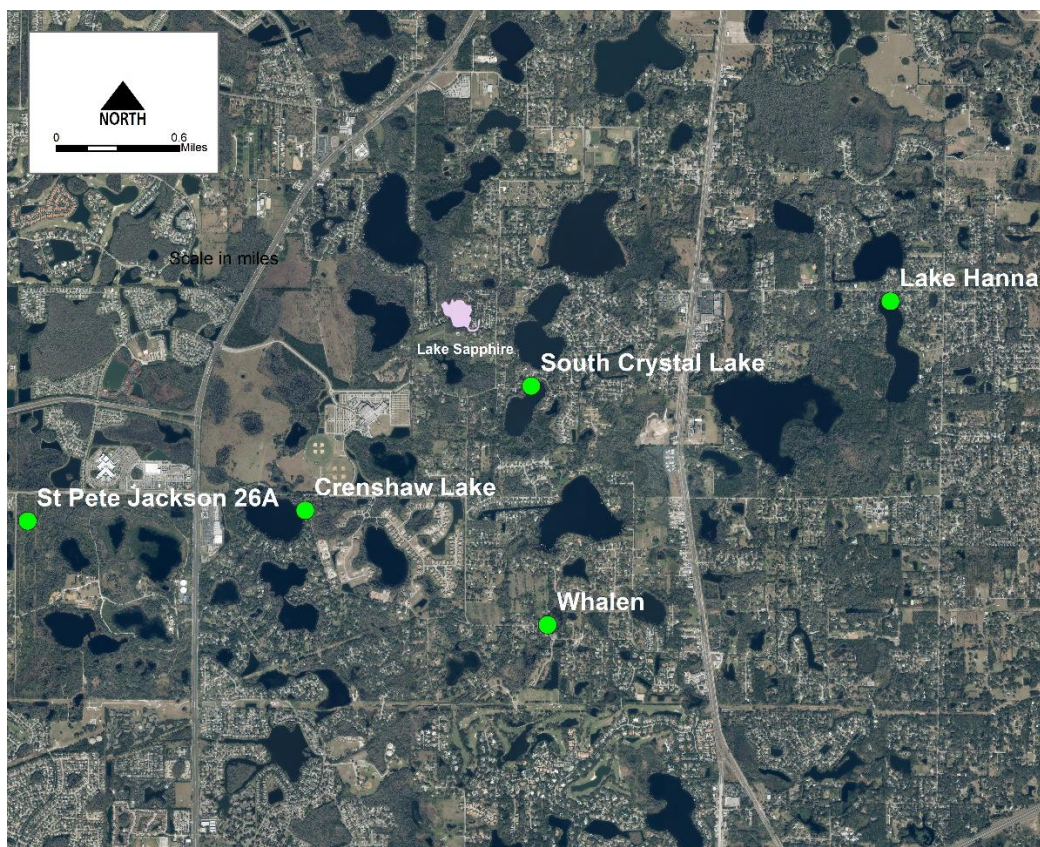 NORTH
0 0.6
Miles
Scale in miles
Lake Hanna
Lake Sapphire
South Crystal Lake
Crenshaw Lake
St Pete Jackson 26A
Whalen